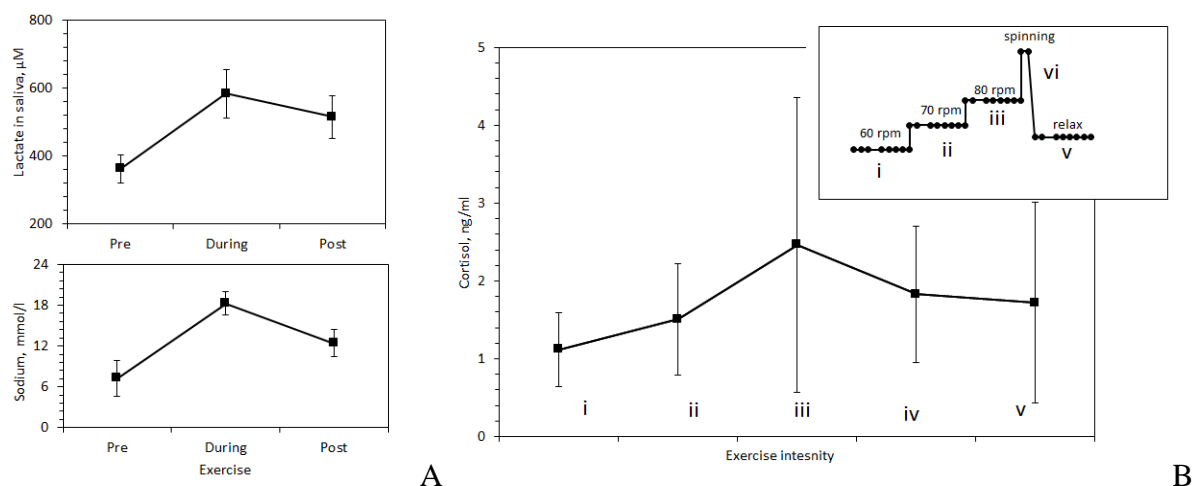 800
600
400
200
Lactate in saliva, µM
Pre During Post
24
18
12
6
0
Sodium, mmol/l
Pre During Post
Exercise
A
5
4
3
2
1
0
Cortisol, ng/ml
i ii iii iv v
Exercise intesnity
spinning
vi
80 rpm
iii
70 rpm
ii
60 rpm
i
relax
v
B